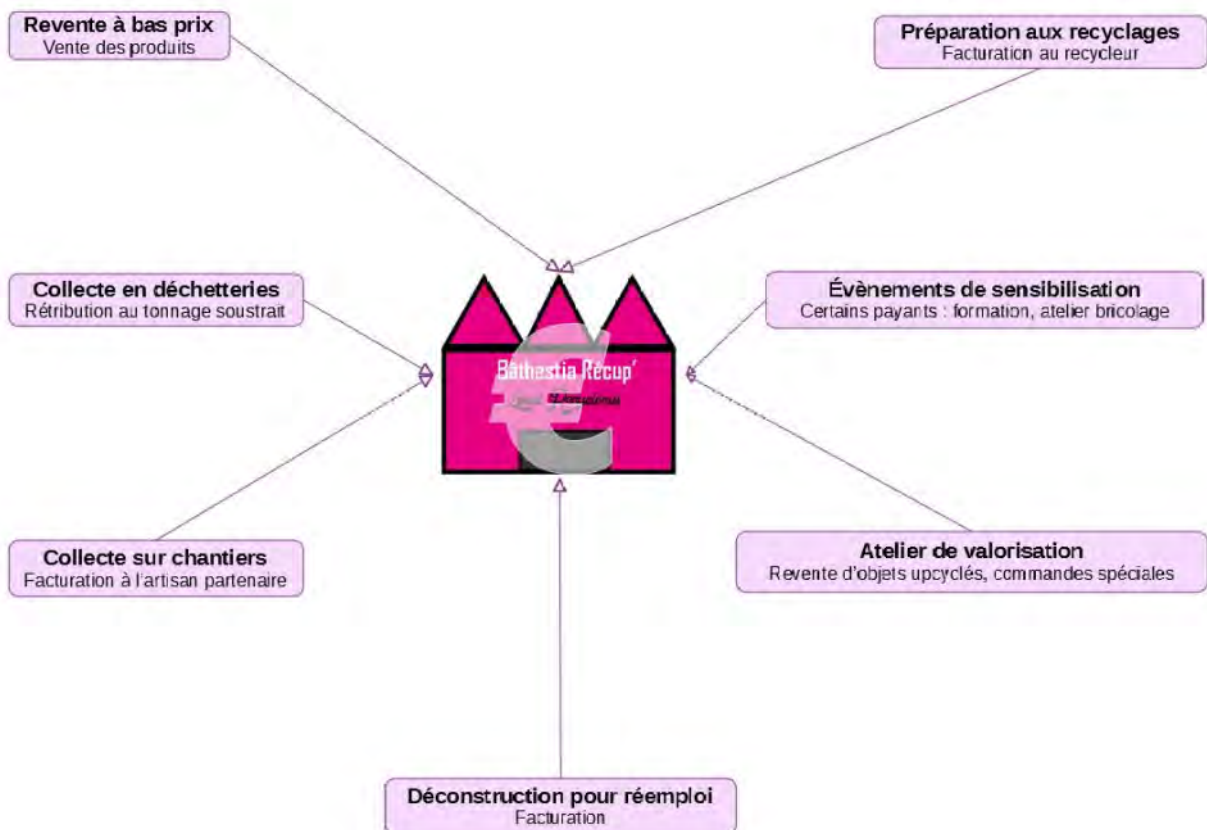 Revente à bas prix
Vente des produits
Préparation aux recyclages
Facturation au recycleur
Collecte en déchetteries
Rétribution au tonnage soustrait
Évènements de sensibilisation
Certains payants : formation, atelier bricolage
Bâthestia Récup'
Collecte sur chantiers
Facturation à l'artisan partenaire
Atelier de valorisation
Revente d'objets upcyclés, commandes spéciales
Déconstruction pour réemploi
Facturation